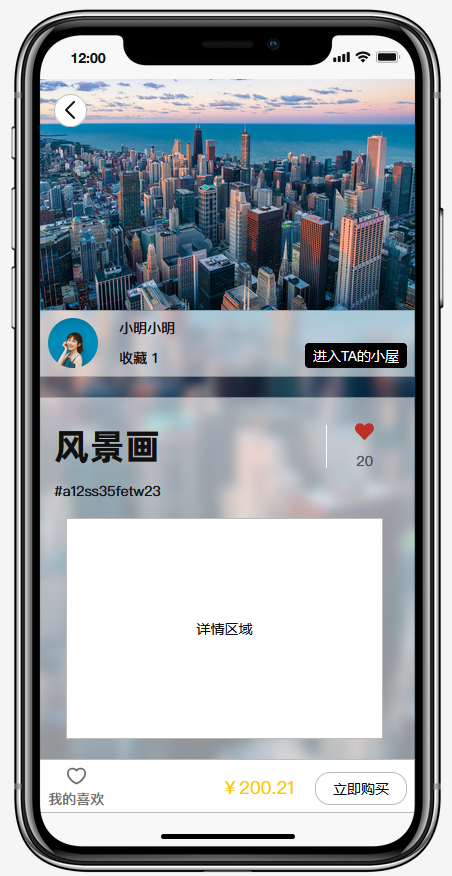 12:00
小明小明
收藏 1
进入TA的小屋
风景画
20
#a12ss35fetw23
详情区域
我的喜欢
¥200.21
立即购买